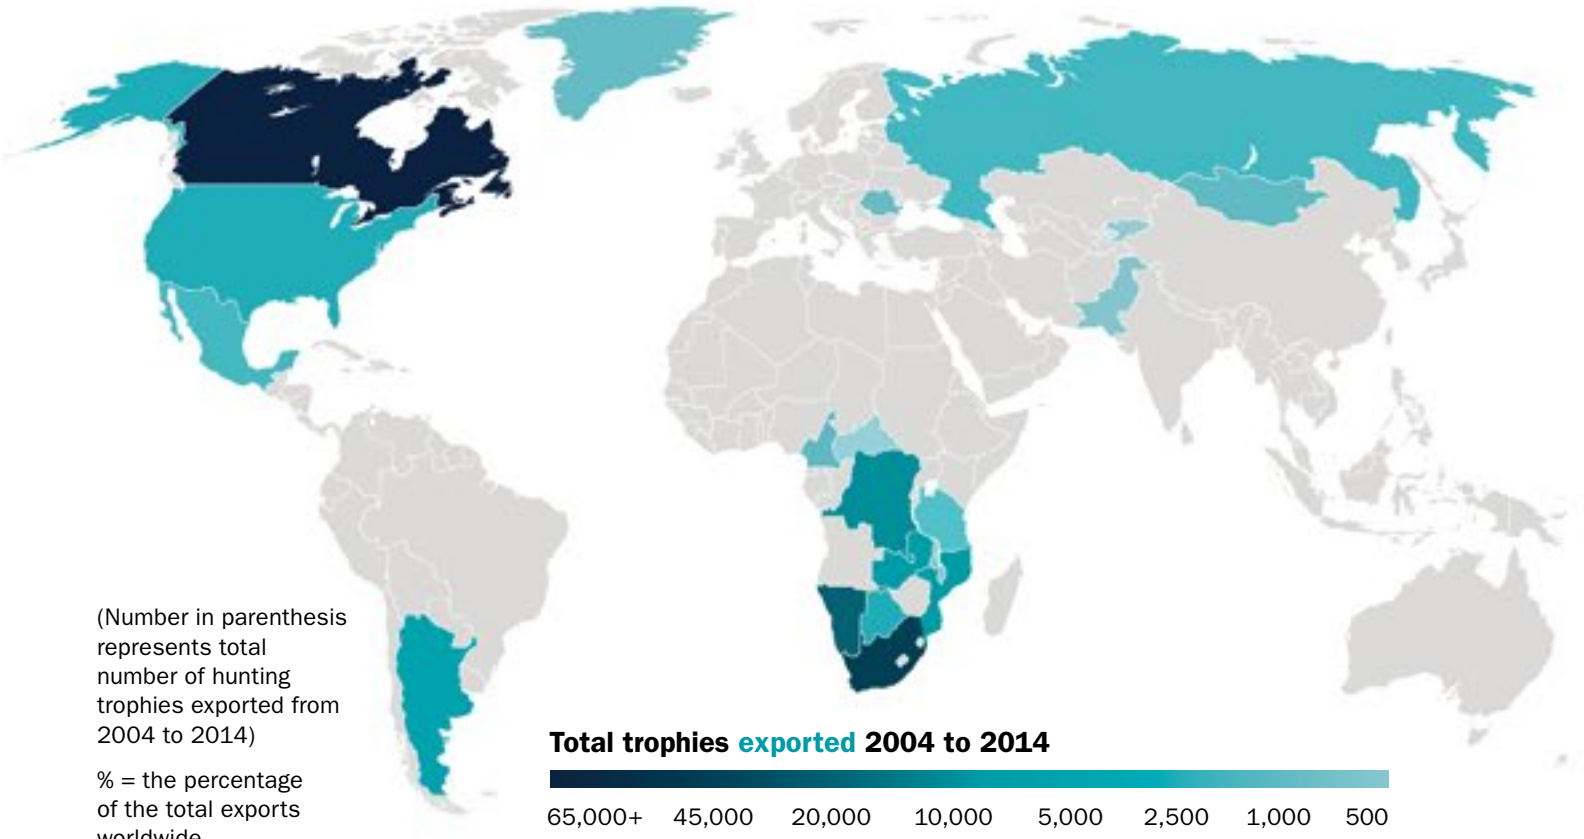 (Number in parenthesis
represents total
number of hunting
trophies exported from
2004 to 2014)
% = the percentage
of the total exports
worldwide
Total trophies exported 2004 to 2014
65,000+ 45,000 20,000 10,000 5,000 2,500 1,000 500